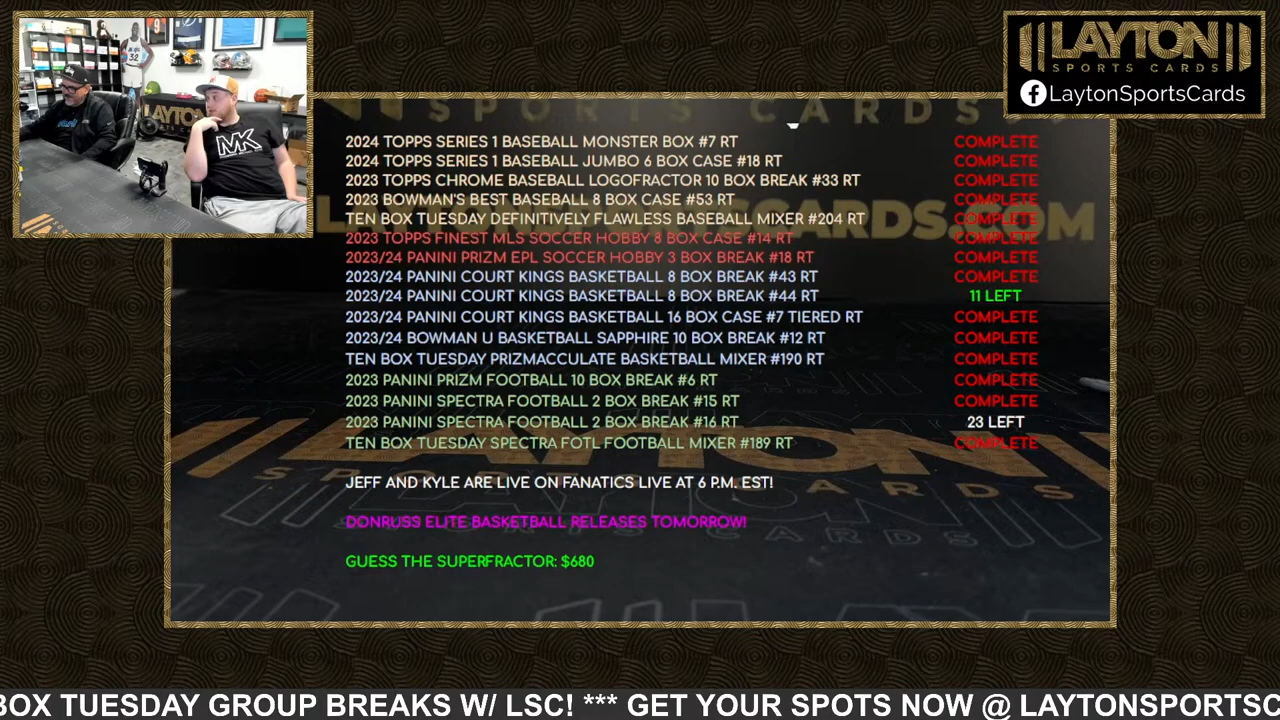 LAYTON
SPORTS CARDS
LaytonSportsCards
SPORTS CARDS
2024 TOPPS SERIES 1 BASEBALL MONSTER BOX #7 RT COMPLETE
2024 TOPPS SERIES 1 BASEBALL JUMBO 6 BOX CASE #18 RT COMPLETE
2023 TOPPS CHROME BASEBALL LOGOFRACTOR 10 BOX BREAK #33 RT COMPLETE
2023 BOWMAN'S BEST BASEBALL 8 BOX CASE #53 RT COMPLETE
TEN BOX TUESDAY DEFINITIVELY FLAWLESS BASEBALL MIXER #204 RT COMPLETE
2023 TOPPS FINEST MLS SOCCER HOBBY 8 BOX CASE #14 RT COMPLETE
2023/24 PANINI PRIZM EPL SOCCER HOBBY 3 BOX BREAK #18 RT COMPLETE
2023/24 PANINI COURT KINGS BASKETBALL 8 BOX BREAK #43 RT COMPLETE
2023/24 PANINI COURT KINGS BASKETBALL 8 BOX BREAK #44 RT 11 LEFT
2023/24 PANINI COURT KINGS BASKETBALL 16 BOX CASE #7 TIERED RT COMPLETE
2023/24 BOWMAN U BASKETBALL SAPPHIRE 10 BOX BREAK #12 RT COMPLETE
TEN BOX TUESDAY PRIZMACCULATE BASKETBALL MIXER #190 RT COMPLETE
2023 PANINI PRIZM FOOTBALL 10 BOX BREAK #6 RT COMPLETE
2023 PANINI SPECTRA FOOTBALL 2 BOX BREAK #15 RT COMPLETE
2023 PANINI SPECTRA FOOTBALL 2 BOX BREAK #16 RT 23 LEFT
TEN BOX TUESDAY SPECTRA FOTL FOOTBALL MIXER #189 RT COMPLETE
JEFF AND KYLE ARE LIVE ON FANATICS LIVE AT 6 P.M. EST!
DONRUSS ELITE BASKETBALL RELEASES TOMORROW!
GUESS THE SUPERFRACTOR: $680
BOX TUESDAY GROUP BREAKS W/ LSC! *** GET YOUR SPOTS NOW @ LAYTONSPORTSC